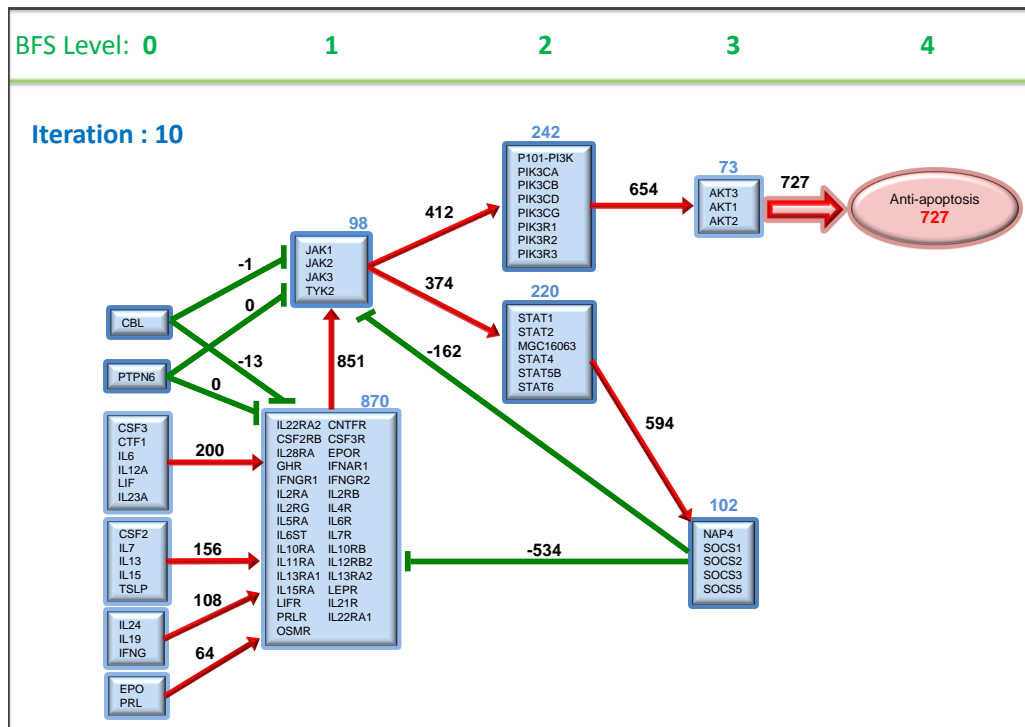 BFS Level: 0 1 2 3 4
Iteration : 10
242
P101-PI3K
PIK3CA
PIK3CB
PIK3CD
PIK3CG
PIK3R1
PIK3R2
PIK3R3
654
73
AKT3
AKT1
AKT2
727
Anti-apoptosis
727
98
JAK1
JAK2
JAK3
TYK2
412
374
220
STAT1
STAT2
MGC16063
STAT4
STAT5B
STAT6
-1
0
CBL
-13
PTPN6
0
851
-162
594
870
IL22RA2 CNTFR
CSF2RB CSF3R
IL28RA EPOR
GHR IFNAR1
IFNGR1 IFNGR2
IL2RA IL2RB
IL2RG IL4R
IL5RA IL6R
IL6ST IL7R
IL10RA IL10RB
IL11RA IL12RB2
IL13RA1 IL13RA2
IL15RA LEPR
LIFR IL21R
PRLR IL22RA1
OSMR
CSF3
CTF1
IL6
IL12A
LIF
IL23A
200
CSF2
IL7
IL13
IL15
TSLP
156
IL24
IL19
IFNG
108
EPO
PRL
64
-534
102
NAP4
SOCS1
SOCS2
SOCS3
SOCS5